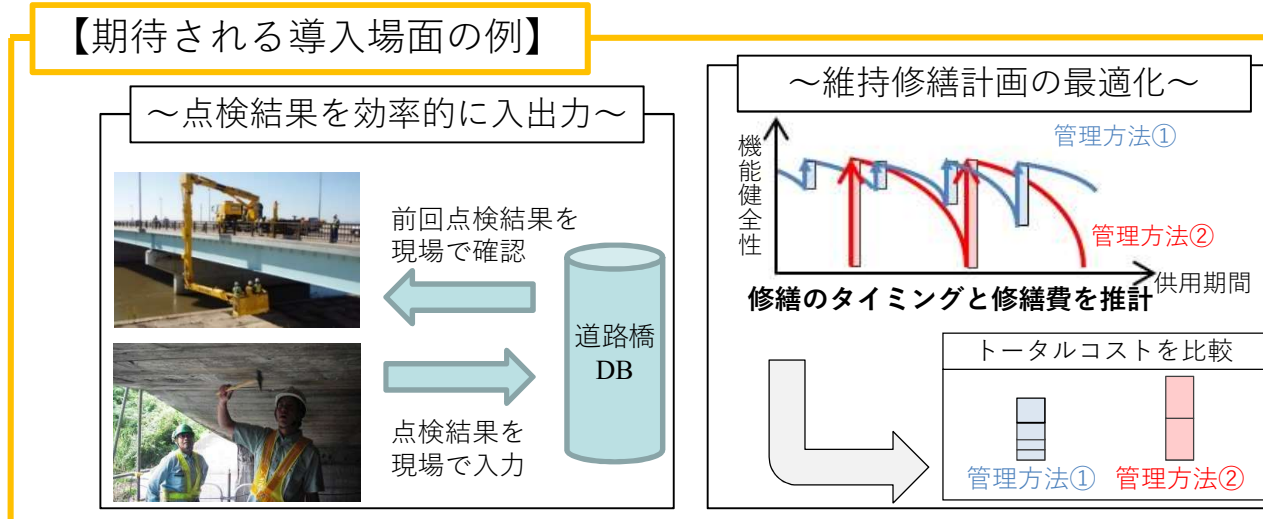 【期待される導入場面の例】
～点検結果を効率的に入出力～
前回点検結果を
現場で確認
道路橋
DB
点検結果を
現場で入力
～維持修繕計画の最適化～
機能健全性
管理方法①
管理方法②
供用期間
修繕のタイミングと修繕費を推計
トータルコストを比較
管理方法①
管理方法②